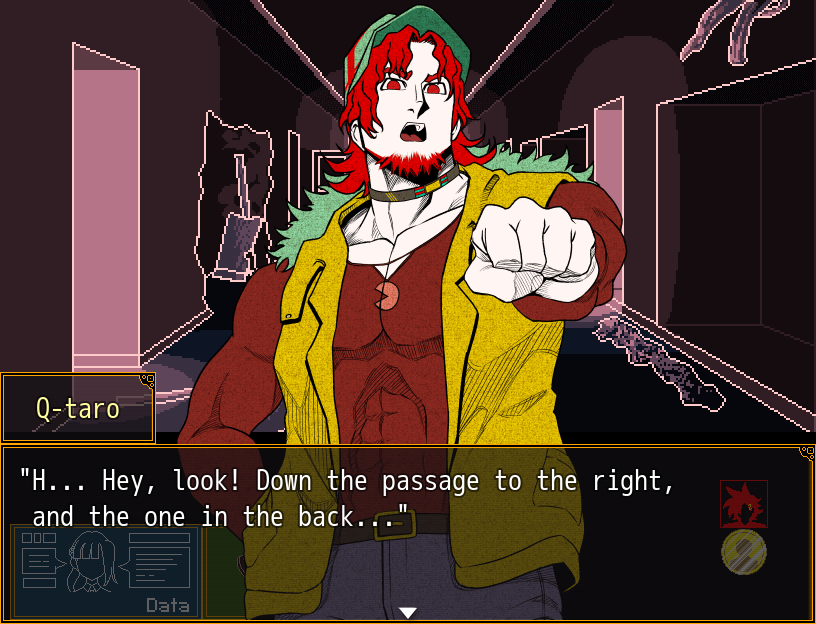 Q-taro
"H... Hey, look! Down the passage to the right,
and the one in the back..."
Data